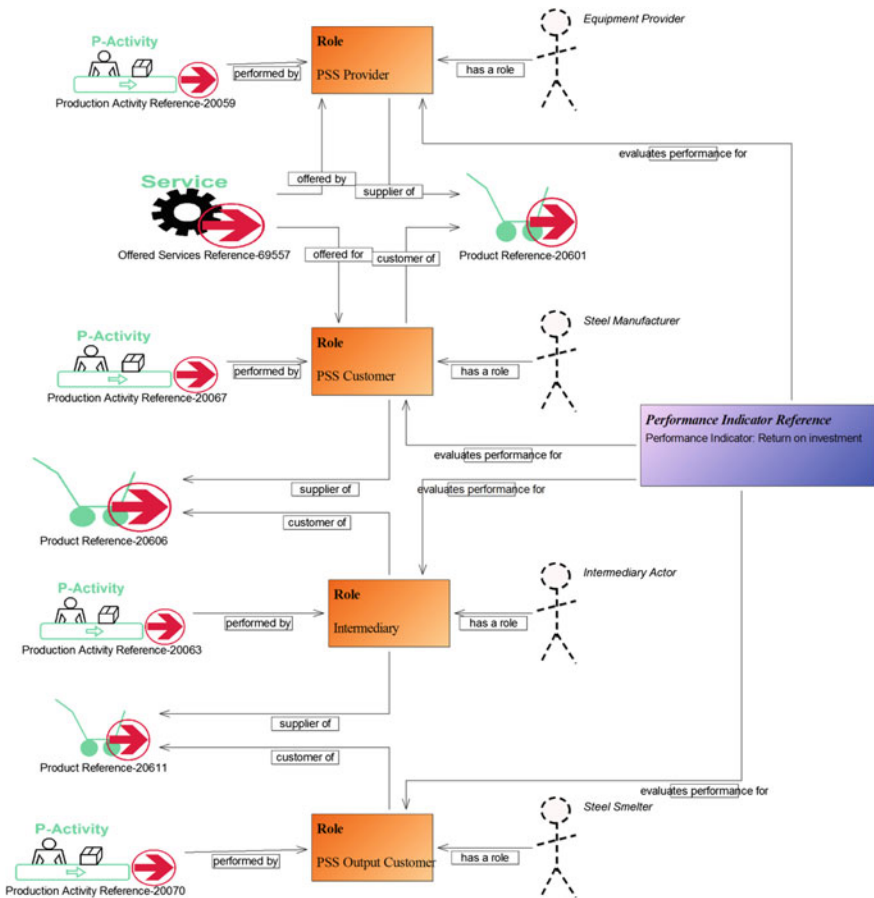 Equipment Provider
P-Activity
Role
PSS Provider
performed by
has a role
Production Activity Reference-20059
evaluates performance for
Service
offered by
supplier of
Offered Services Reference-69557
offered for
customer of
Product Reference-20601
Steel Manufacturer
P-Activity
Role
PSS Customer
performed by
has a role
Production Activity Reference-20067
Performance Indicator Reference
Performance Indicator: Return on investment
evaluates performance for
supplier of
evaluates performance for
customer of
Product Reference-20606
Intermediary Actor
P-Activity
Role
Intermediary
performed by
has a role
Production Activity Reference-20063
supplier of
customer of
Product Reference-20611
evaluates performance for
Steel Smelter
P-Activity
Role
PSS Output Customer
performed by
has a role
Production Activity Reference-20070